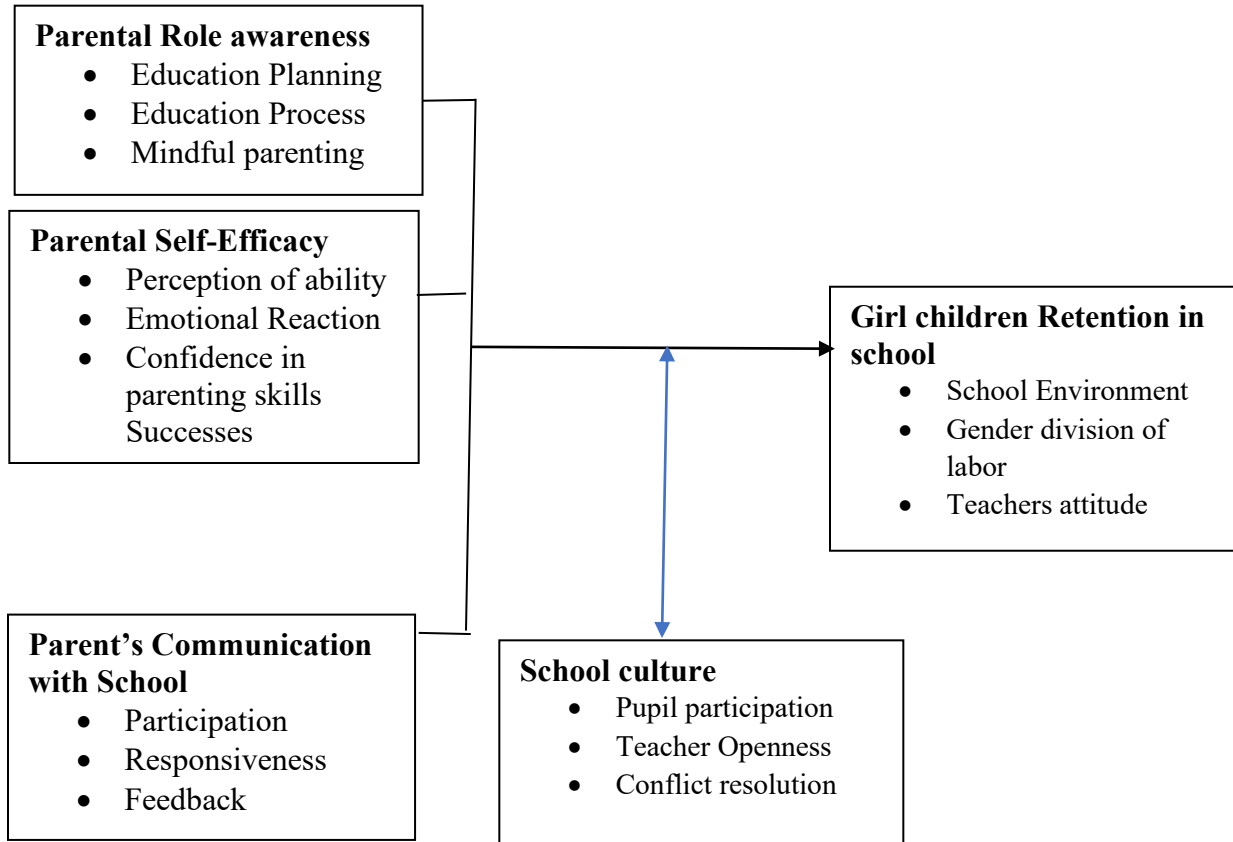 Parental Role awareness
• Education Planning
• Education Process
• Mindful parenting
Parental Self-Efficacy
• Perception of ability
• Emotional Reaction
• Confidence in
parenting skills
Successes
Parent’s Communication
with School
• Participation
• Responsiveness
• Feedback
School culture
• Pupil participation
• Teacher Openness
• Conflict resolution
Girl children Retention in
school
• School Environment
• Gender division of
labor
• Teachers attitude